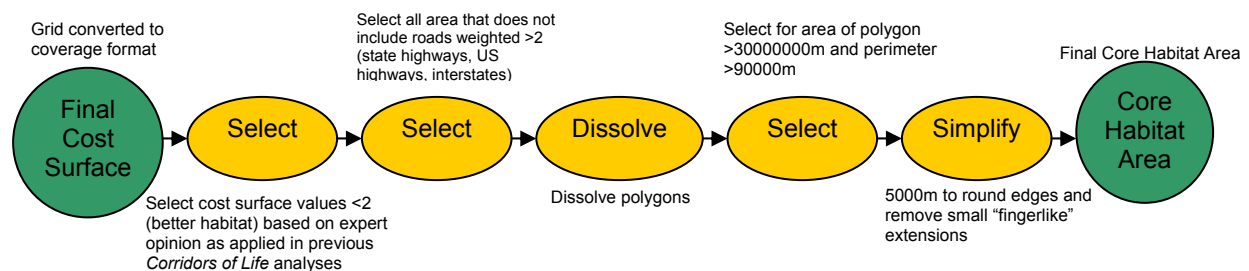 Grid converted to
coverage format
Final
Cost
Surface
Select
Select cost surface values <2
(better habitat) based on expert
opinion as applied in previous
Corridors of Life analyses
Select all area that does not
include roads weighted >2
(state highways, US
highways, interstates)
Select
Dissolve
Dissolve polygons
Select for area of polygon
>30000000m and perimeter
>90000m
Select
Simplify
5000m to round edges and
remove small “fingerlike”
extensions
Final Core Habitat Area
Core
Habitat
Area